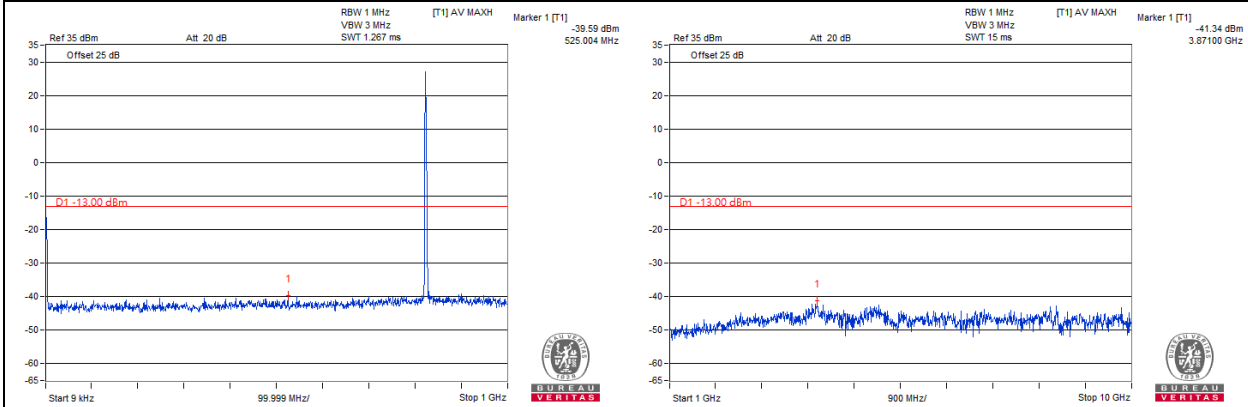 RBW 1 MHz [T1] AV MAXH
VBW 3 MHz
Ref 35 dBm Att 20 dB SWT 1.267 ms
Marker 1 [T1]
-39.59 dBm
525.004 MHz
Offset 25 dB
35
30
20
10
0
-10
-20
-30
-40
-50
-60
-65
D1 -13.00 dBm
1
Start 9 kHz 99.999 MHz/ Stop 1 GHz
BUREAU VERITAS
1828
BUREAU
VERITAS
RBW 1 MHz [T1] AV MAXH
VBW 3 MHz
Ref 35 dBm Att 20 dB SWT 15 ms
Marker 1 [T1]
-41.34 dBm
3.87100 GHz
Offset 25 dB
35
30
20
10
0
-10
-20
-30
-40
-50
-60
-65
D1 -13.00 dBm
1
Start 1 GHz 900 MHz/ Stop 10 GHz
BUREAU VERITAS
1828
BUREAU
VERITAS